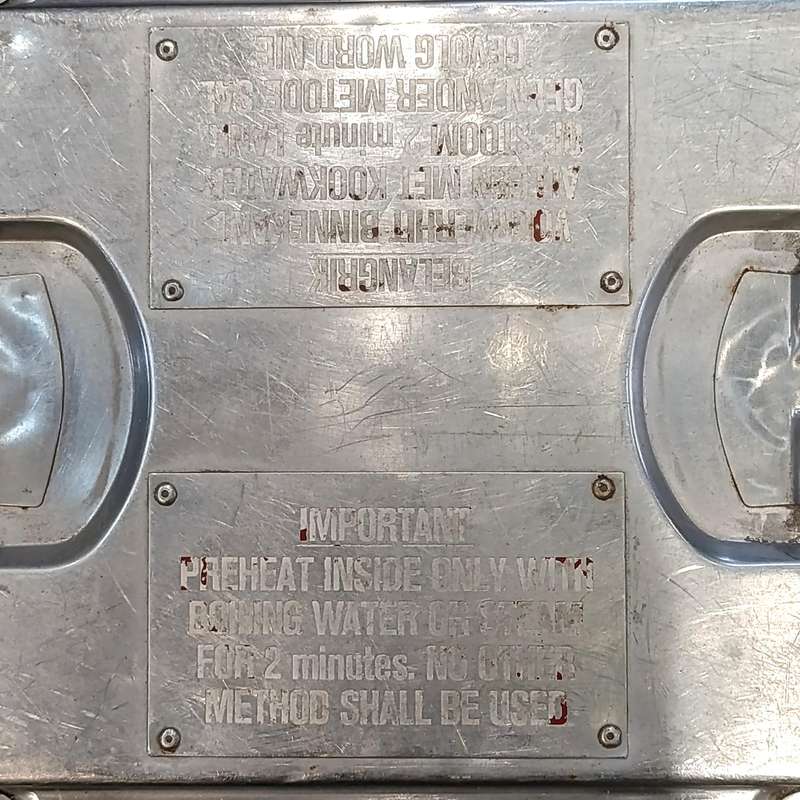 BELANGRIK
VOORVERHIT BINNEKANT
ALLEEN MET KOOKWATER
OF STOOM 2 minute LANK
GEEN ANDER METODE SAL
GEVOLG WORD NIE
IMPORTANT
PREHEAT INSIDE ONLY WITH
BOILING WATER OR STEAM
FOR 2 minutes. NO OTHER
METHOD SHALL BE USED